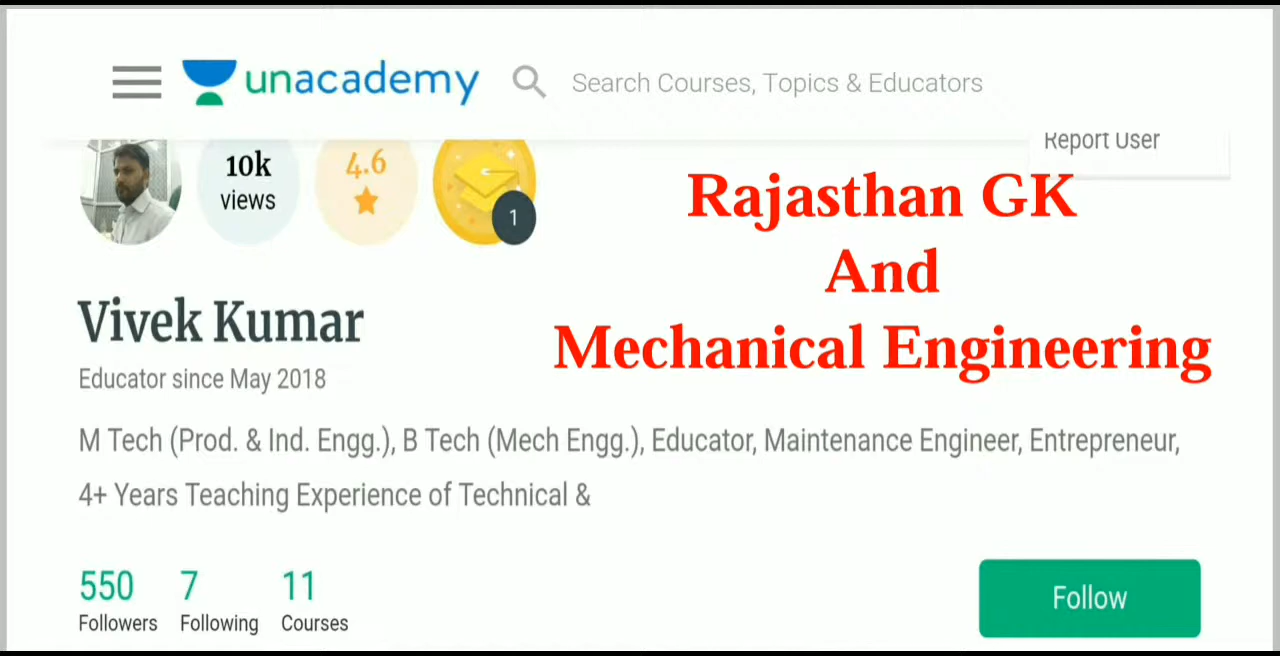 unacademy
Search Courses, Topics & Educators
Report User
10k
views
4.6
1
Rajasthan GK
And
Mechanical Engineering
Vivek Kumar
Educator since May 2018
M Tech (Prod. & Ind. Engg.), B Tech (Mech Engg.), Educator, Maintenance Engineer, Entrepreneur,
4+ Years Teaching Experience of Technical &
550 7 11
Followers Following Courses
Follow